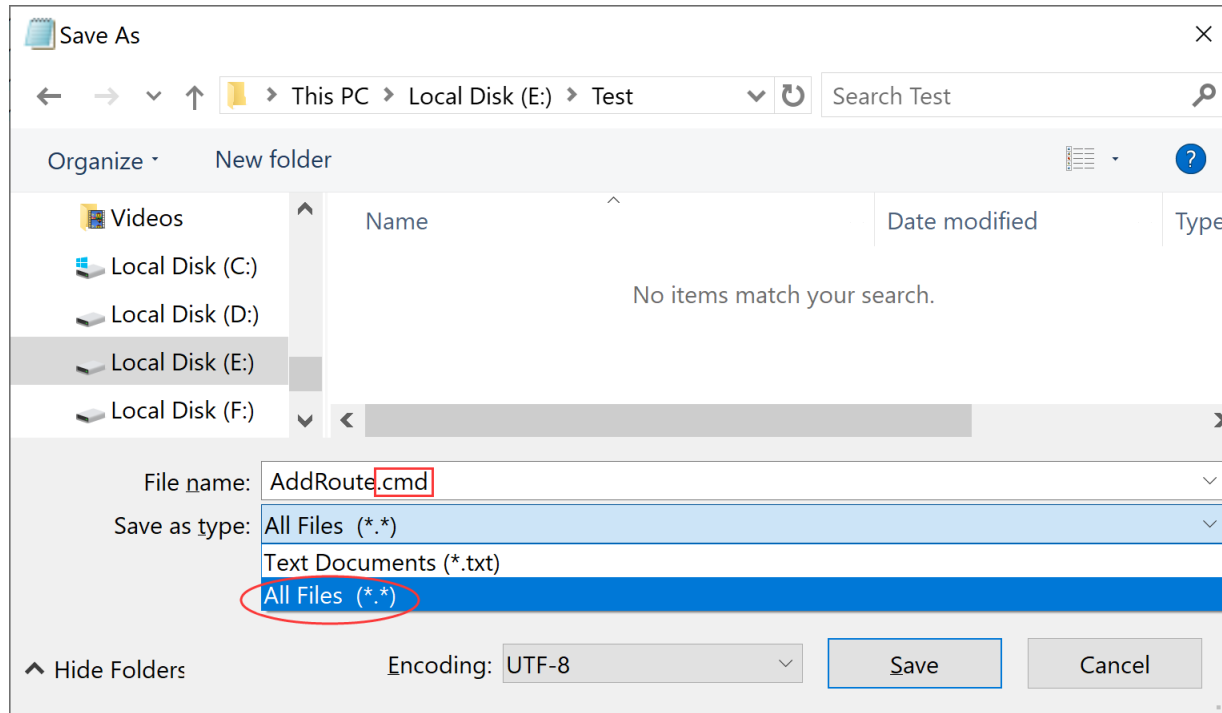 Save As
This PC > Local Disk (E:) > Test
Search Test
Organize
New folder
?
Videos
Local Disk (C:)
Local Disk (D:)
Local Disk (E:)
Local Disk (F:)
Name
Date modified
Type
No items match your search.
File name: AddRoute.cmd
Save as type: All Files (*.*)
Text Documents (*.txt)
All Files (*.*)
Hide Folders
Encoding: UTF-8
Save
Cancel